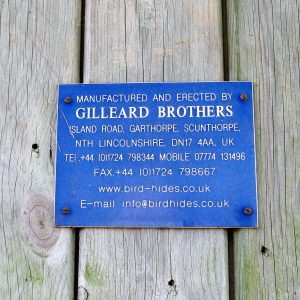 MANUFACTURED AND ERECTED BY
GILLEARD BROTHERS
ISLAND ROAD, GARTHORPE, SCUNTHORPE,
NTH LINCOLNSHIRE, DN17 4AA, UK
TEL.+44 (0)1724 798344 MOBILE 07774 131496
FAX.+44 (0)1724 798667
www.bird-hides.co.uk
E-mail info@birdhides.co.uk